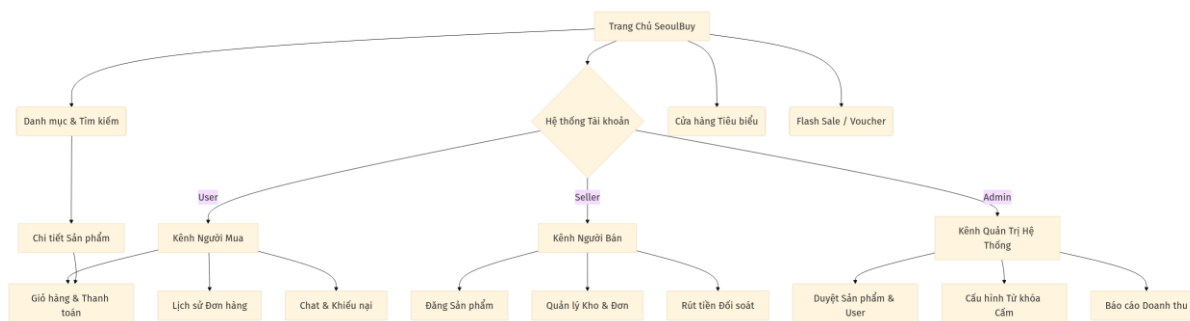 Trang Chủ SeoulBuy
Danh mục & Tìm kiếm
Hệ thống Tài khoản
Cửa hàng Tiêu biểu
Flash Sale / Voucher
User
Seller
Admin
Chi tiết Sản phẩm
Kênh Người Mua
Kênh Người Bán
Kênh Quản Trị Hệ
Thống
Giỏ hàng & Thanh
toán
Lịch sử Đơn hàng
Chat & Khiếu nại
Đăng Sản phẩm
Quản lý Kho & Đơn
Rút tiền Đối soát
Duyệt Sản phẩm &
User
Cấu hình Từ khóa
Cấm
Báo cáo Doanh thu